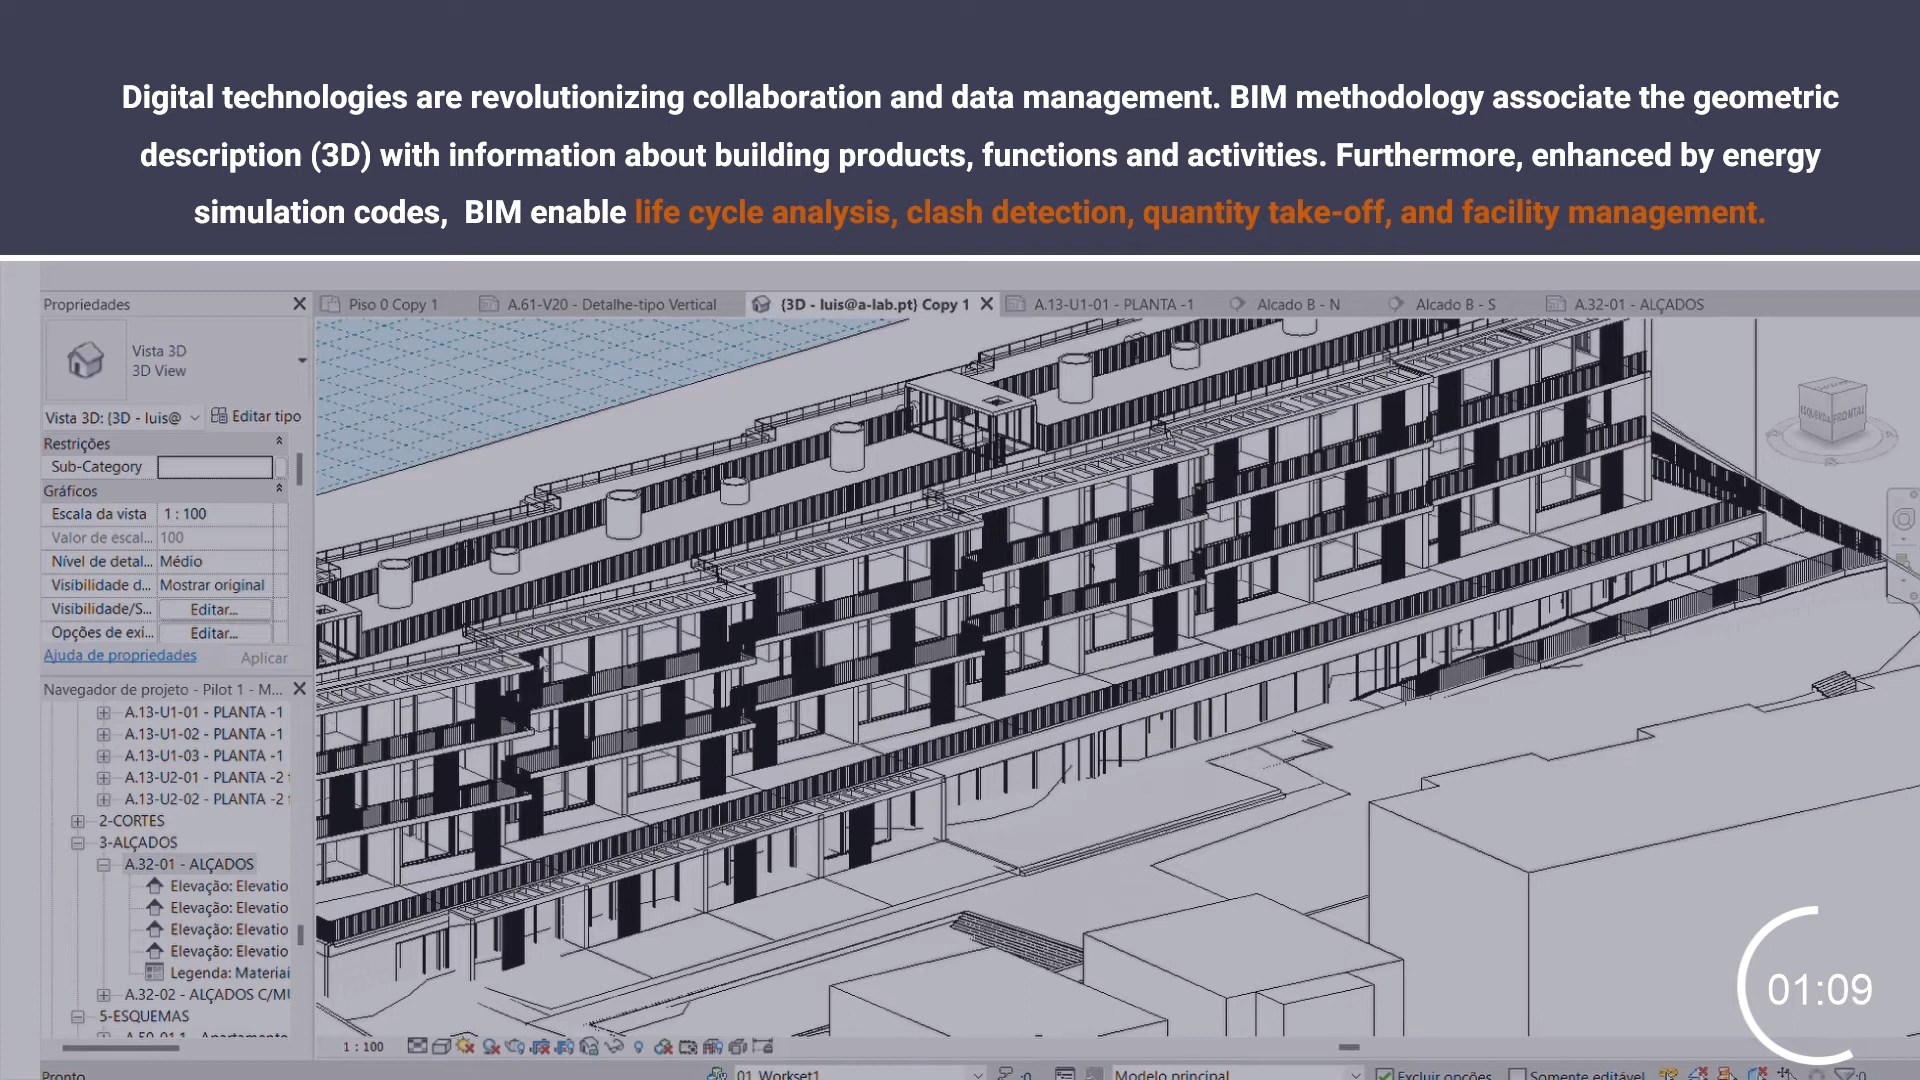 Digital technologies are revolutionizing collaboration and data management. BIM methodology associate the geometric
description (3D) with information about building products, functions and activities. Furthermore, enhanced by energy
simulation codes, BIM enable life cycle analysis, clash detection, quantity take-off, and facility management.
Propriedades
Piso 0 Copy 1
A.61-V20 - Detalhe-tipo Vertical
{3D - luis@a-lab.pt} Copy 1
A.13-U1-01 - PLANTA -1
Alcado B - N
Alcado B - S
A.32-01 - ALÇADOS
Vista 3D
3D View
Vista 3D: {3D - luis@
Editar tipo
Restrições
Sub-Category
Gráficos
Escala da vista 1 : 100
Valor de escal... 100
Nível de detal... Médio
Visibilidade d... Mostrar original
Visibilidade/S... Editar...
Opções de exi... Editar...
Ajuda de propriedades Aplicar
Navegador de projeto - Pilot 1 - M...
A.13-U1-01 - PLANTA -1
A.13-U1-02 - PLANTA -1
A.13-U1-03 - PLANTA -1
A.13-U2-01 - PLANTA -2
A.13-U2-02 - PLANTA -2
2-CORTES
3-ALÇADOS
A.32-01 - ALÇADOS
Elevação: Elevatio
Elevação: Elevatio
Elevação: Elevatio
Elevação: Elevatio
Legenda: Materiai
A.32-02 - ALÇADOS C/MU
5-ESQUEMAS
ESQUERDA FRONTAL
01:09
1 : 100
Pronto
01 Workset1
:0
Modelo principal
Excluir opções
Somente editável
:0